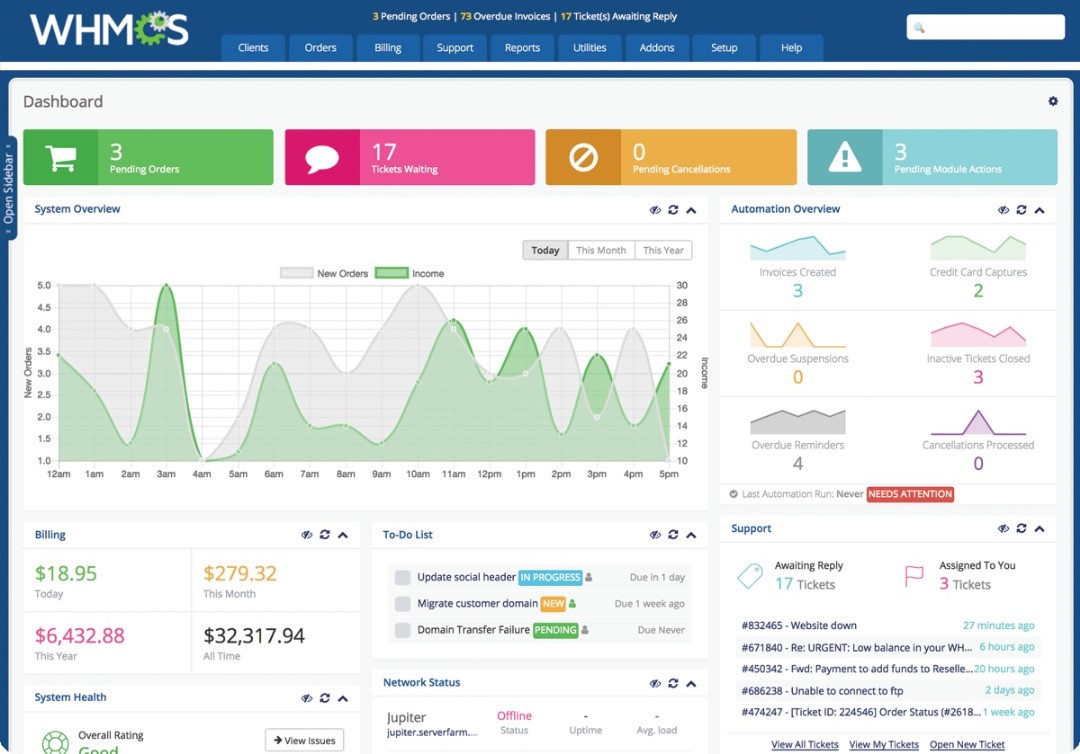 WHMCS
3 Pending Orders | 73 Overdue Invoices | 17 Ticket(s) Awaiting Reply
Clients Orders Billing Support Reports Utilities Addons Setup Help
» Open Sidebar »
Dashboard
3
Pending Orders
17
Tickets Waiting
0
Pending Cancellations
3
Pending Module Actions
System Overview
Today This Month This Year
New Orders Income
New Orders
5.0
4.5
4.0
3.5
3.0
2.5
2.0
1.5
1.0
30
28
26
24
22
20
18
16
14
12
10
Income
12am 1am 2am 3am 4am 5am 6am 7am 8am 9am 10am 11am 12pm 1pm 2pm 3pm 4pm 5pm
Automation Overview
Invoices Created
3
Credit Card Captures
2
Overdue Suspensions
0
Inactive Tickets Closed
3
Overdue Reminders
4
Cancellations Processed
0
Last Automation Run: Never NEEDS ATTENTION
Billing
$18.95
Today
$279.32
This Month
$6,432.88
This Year
$32,317.94
All Time
To-Do List
Update social header IN PROGRESS Due in 1 day
Migrate customer domain NEW Due 1 week ago
Domain Transfer Failure PENDING Due Never
Support
Awaiting Reply
17 Tickets
Assigned To You
3 Tickets
#832465 - Website down 27 minutes ago
#671840 - Re: URGENT: Low balance in your WH... 6 hours ago
#450342 - Fwd: Payment to add funds to Reselle... 20 hours ago
#686238 - Unable to connect to ftp 2 days ago
#474247 - [Ticket ID: 224546] Order Status (#2618... 1 week ago
View All Tickets View My Tickets Open New Ticket
System Health
Overall Rating
Good
View Issues
Network Status
Jupiter
jupiter.serverfarm....
Offline
Status
-
Uptime
-
Avg. load